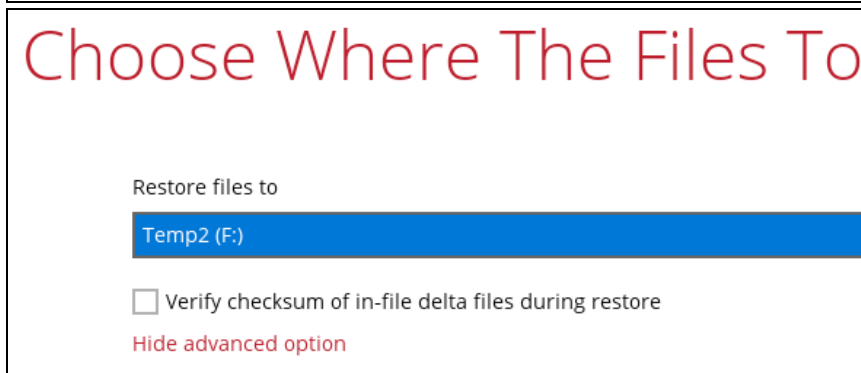 Choose Where The Files To
Restore files to
Temp2 (F:)
Verify checksum of in-file delta files during restore
Hide advanced option